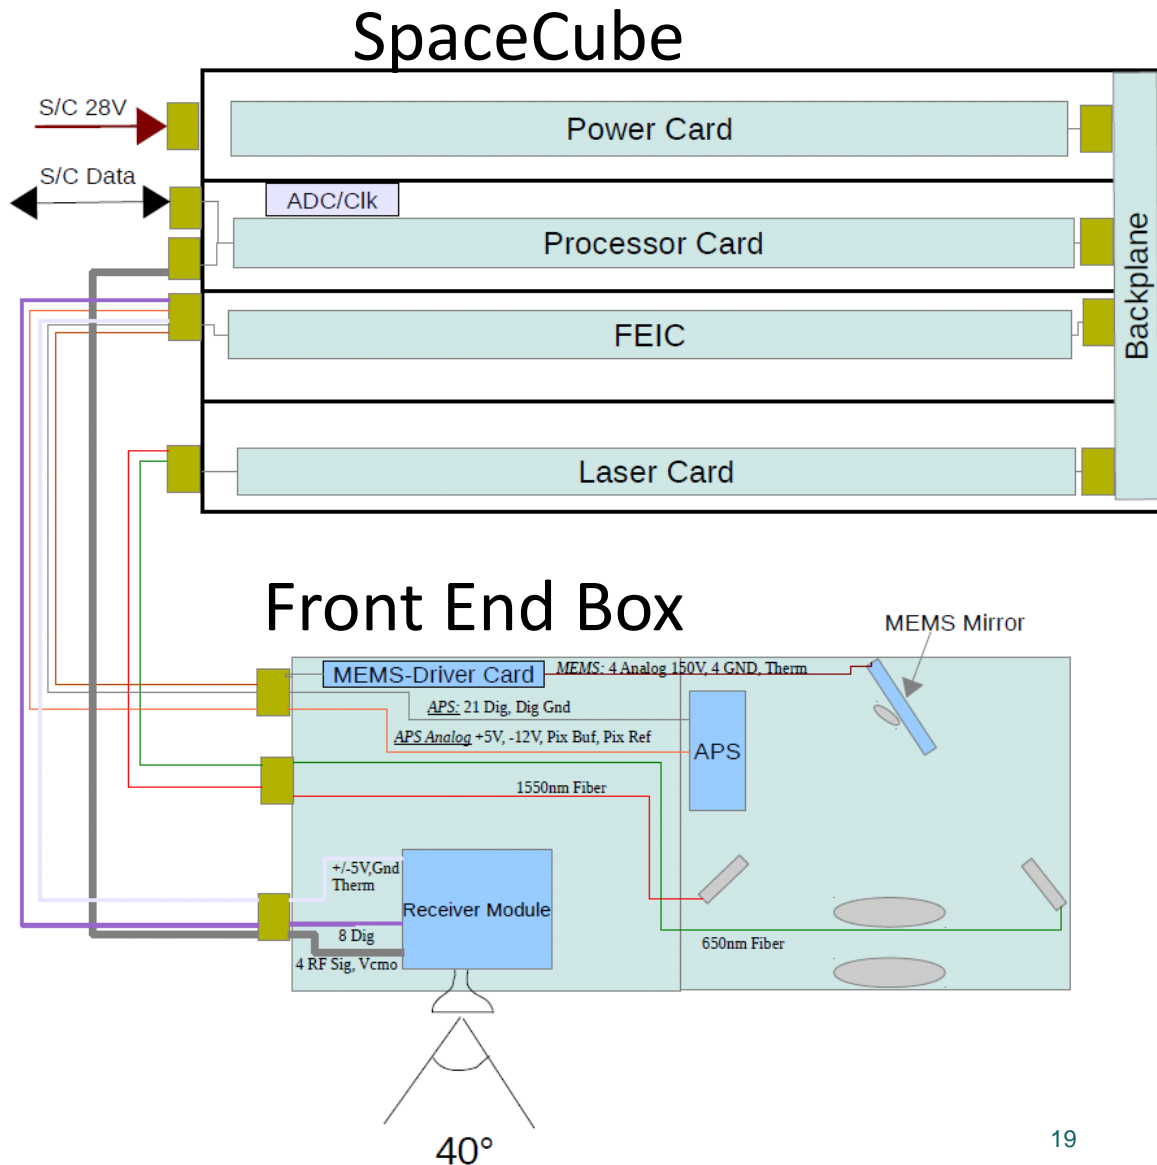 SpaceCube
S/C 28V
Power Card
S/C Data
ADC/Clk
Processor Card
Backplane
FEIC
Laser Card
Front End Box
MEMS Mirror
MEMS-Driver Card
MEMS: 4 Analog 150V, 4 GND, Therm
APS: 21 Dig, Dig Gnd
APS Analog +5V, -12V, Pix Buf, Pix Ref
APS
1550nm Fiber
+/-5V,Gnd
Therm
Receiver Module
8 Dig
650nm Fiber
4 RF Sig, Vcmo
40°
19